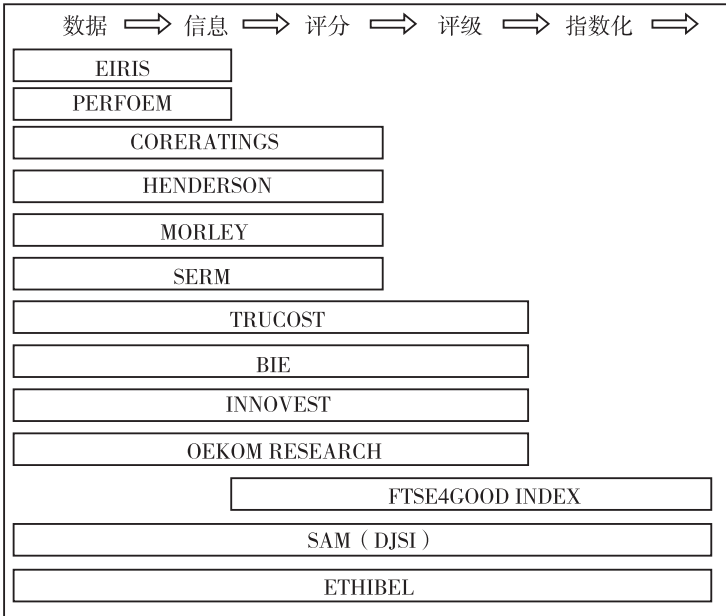 数据 信息 评分 评级 指数化
EIRIS
PERFOEM
CORERATINGS
HENDERSON
MORLEY
SERM
TRUCOST
BIE
INNOVEST
OEKOM RESEARCH
FTSE4GOOD INDEX
SAM（DJSI）
ETHIBEL